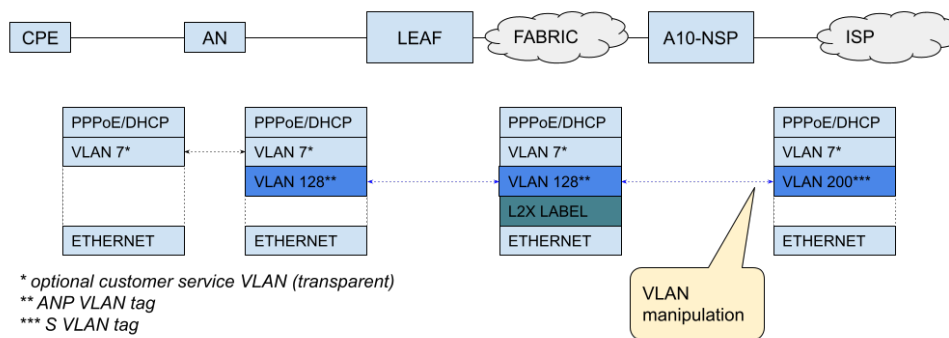 CPE
AN
LEAF
FABRIC
A10-NSP
ISP
PPPoE/DHCP
VLAN 7*
ETHERNET
PPPoE/DHCP
VLAN 7*
VLAN 128**
ETHERNET
PPPoE/DHCP
VLAN 7*
VLAN 128**
L2X LABEL
ETHERNET
PPPoE/DHCP
VLAN 7*
VLAN 200***
ETHERNET
* optional customer service VLAN (transparent)
** ANP VLAN tag
*** S VLAN tag
VLAN
manipulation